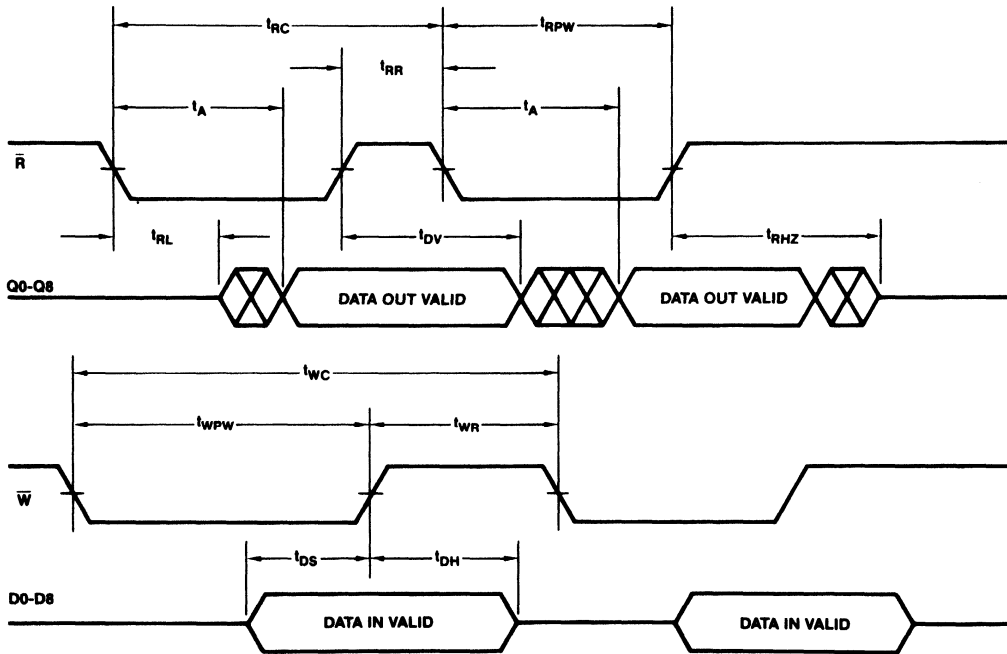 tRC
tRPW
tRR
tA
tA
R̅
tRL
tDV
tRHZ
Q0-Q8
DATA OUT VALID
DATA OUT VALID
tWC
tWPW
tWR
W̅
tDS
tDH
D0-D8
DATA IN VALID
DATA IN VALID